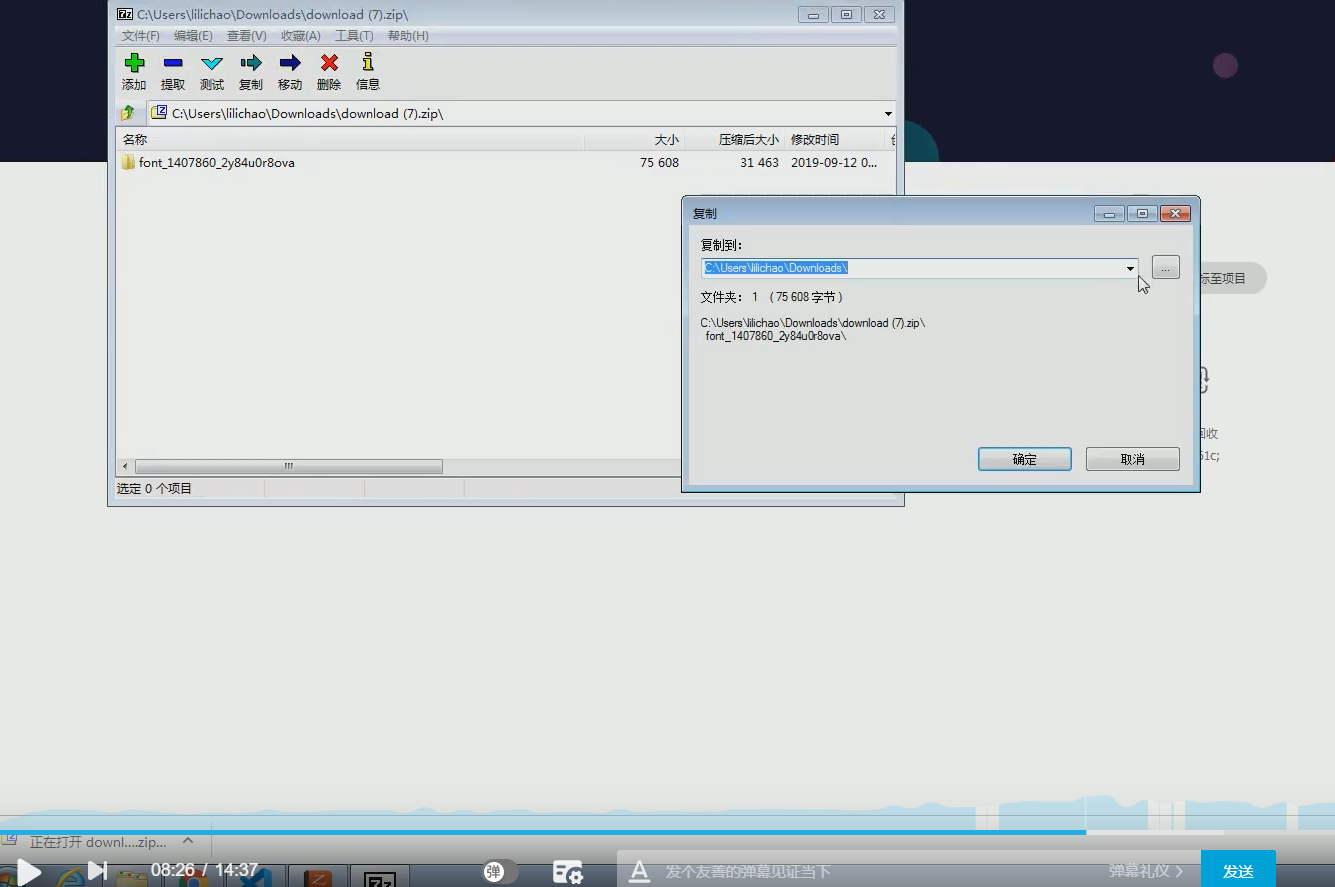 C:\Users\lilichao\Downloads\download (7).zip\
文件(F) 编辑(E) 查看(V) 收藏(A) 工具(T) 帮助(H)
添加 提取 测试 复制 移动 删除 信息
C:\Users\lilichao\Downloads\download (7).zip\
名称 大小 压缩后大小 修改时间
font_1407860_2y84u0r8ova 75 608 31 463 2019-09-12 0...
复制
复制到：
C:\Users\lilichao\Downloads\
...
标至项目
文件夹： 1 （ 75 608 字节 ）
C:\Users\lilichao\Downloads\download (7).zip\
font_1407860_2y84u0r8ova\
回收
51c;
确定 取消
选定 0 个项目
正在打开 downl....zip...
08:26 / 14:37
弹
发个友善的弹幕见证当下
弹幕礼仪
发送